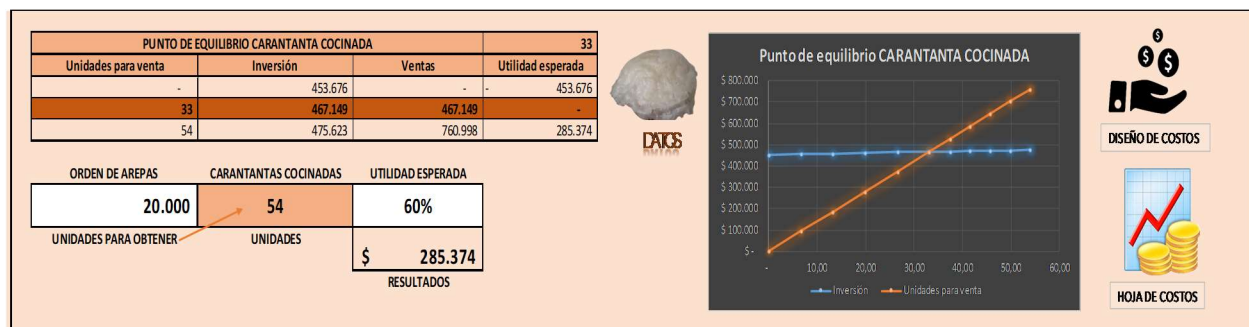 PUNTO DE EQUILIBRIO CARANTANTA COCINADA 33
Unidades para venta Inversión Ventas Utilidad esperada
- 453.676 - - 453.676
33 467.149 467.149 -
54 475.623 760.998 285.374
DATOS
ORDEN DE AREPAS CARANTANTAS COCINADAS UTILIDAD ESPERADA
20.000 54 60%
UNIDADES PARA OBTENER UNIDADES
$ 285.374
RESULTADOS
Punto de equilibrio CARANTANTA COCINADA
$ 800.000
$ 700.000
$ 600.000
$ 500.000
$ 400.000
$ 300.000
$ 200.000
$ 100.000
$ -
- 10,00 20,00 30,00 40,00 50,00 60,00
Inversión Unidades para venta
$ $ $
DISEÑO DE COSTOS
HOJA DE COSTOS